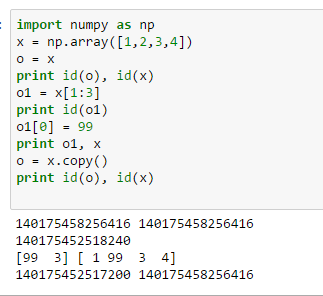 import numpy as np
x = np.array([1,2,3,4])
o = x
print id(o), id(x)
o1 = x[1:3]
print id(o1)
o1[0] = 99
print o1, x
o = x.copy()
print id(o), id(x)
140175458256416 140175458256416
140175452518240
[99  3] [ 1 99  3  4]
140175452517200 140175458256416